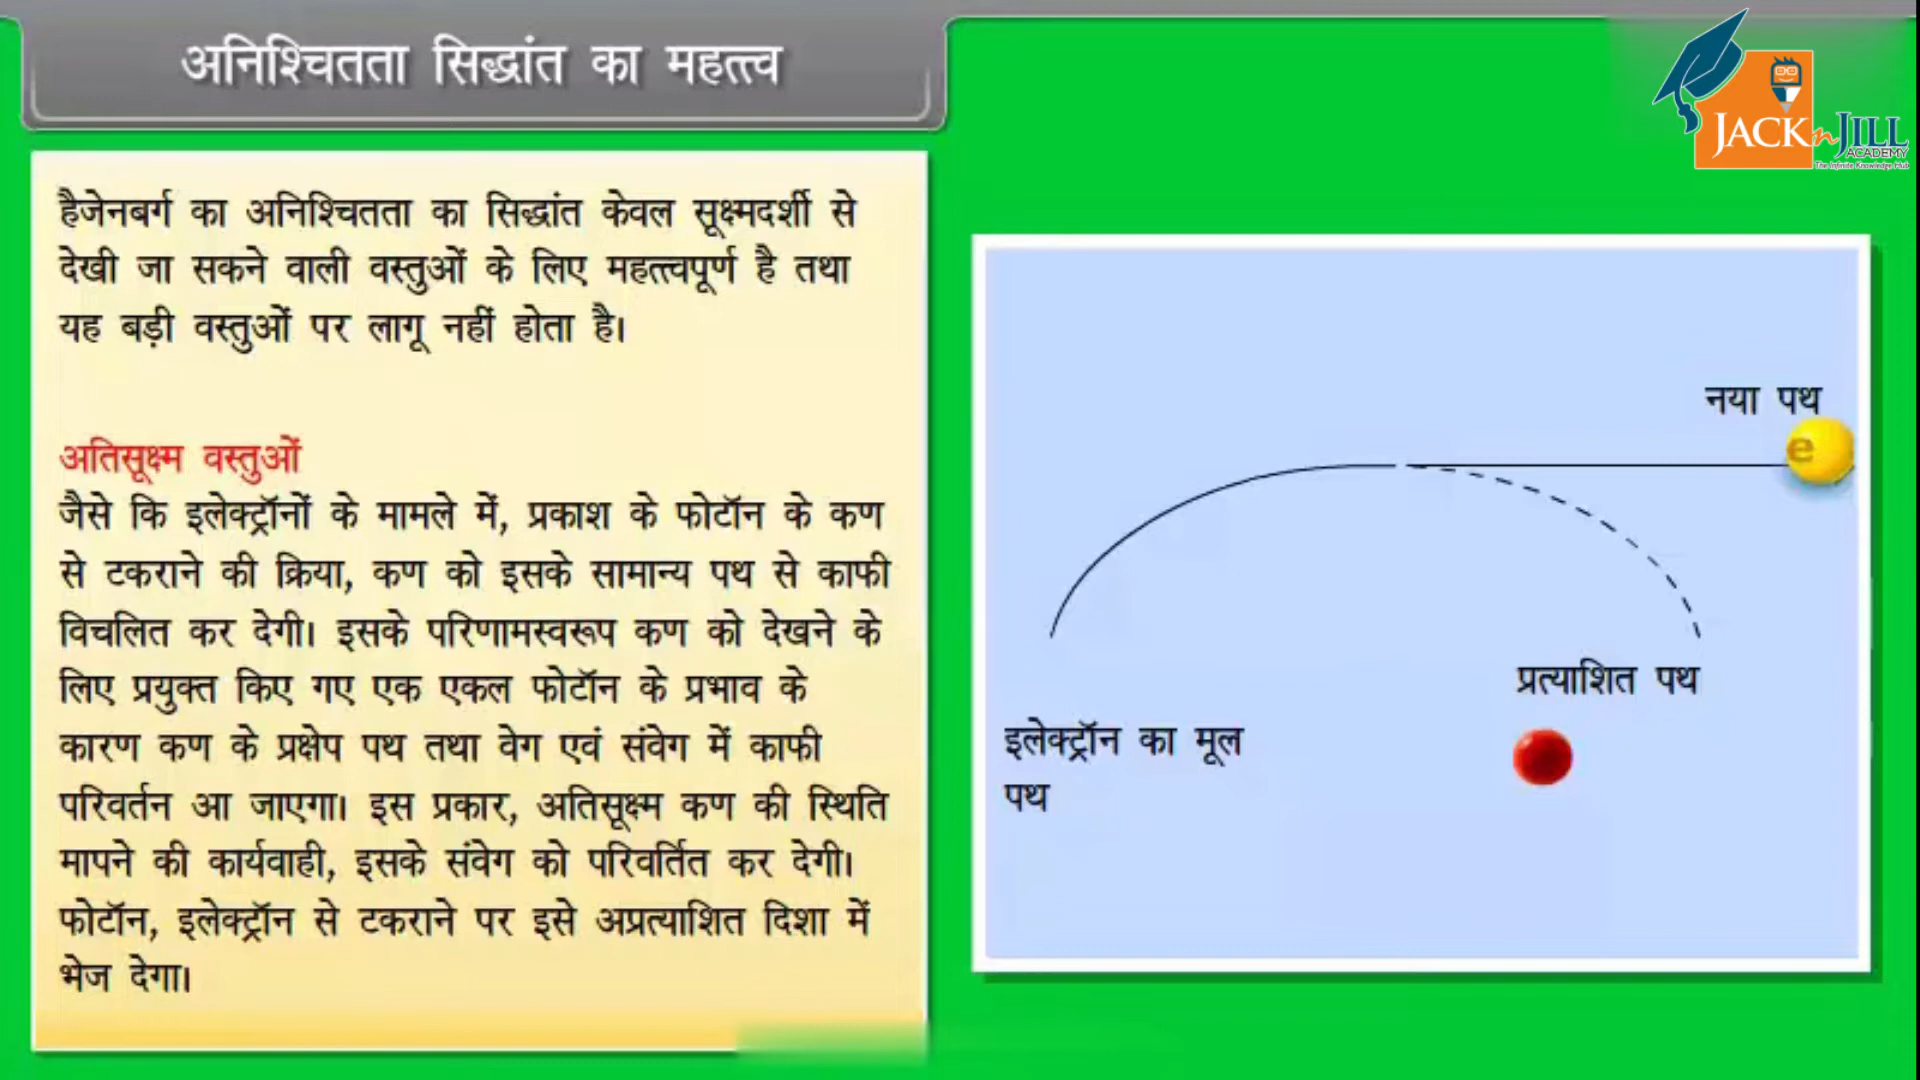 अनिश्चितता सिद्धांत का महत्त्व
JACK n JILL
ACADEMY
The Infinite Knowledge Hub
हैजेनबर्ग का अनिश्चितता का सिद्धांत केवल सूक्ष्मदर्शी से
देखी जा सकने वाली वस्तुओं के लिए महत्त्वपूर्ण है तथा
यह बड़ी वस्तुओं पर लागू नहीं होता है।
अतिसूक्ष्म वस्तुओं
जैसे कि इलेक्ट्रॉनों के मामले में, प्रकाश के फोटॉन के कण
से टकराने की क्रिया, कण को इसके सामान्य पथ से काफी
विचलित कर देगी। इसके परिणामस्वरूप कण को देखने के
लिए प्रयुक्त किए गए एक एकल फोटॉन के प्रभाव के
कारण कण के प्रक्षेप पथ तथा वेग एवं संवेग में काफी
परिवर्तन आ जाएगा। इस प्रकार, अतिसूक्ष्म कण की स्थिति
मापने की कार्यवाही, इसके संवेग को परिवर्तित कर देगी।
फोटॉन, इलेक्ट्रॉन से टकराने पर इसे अप्रत्याशित दिशा में
भेज देगा।
नया पथ
e
प्रत्याशित पथ
इलेक्ट्रॉन का मूल
पथ